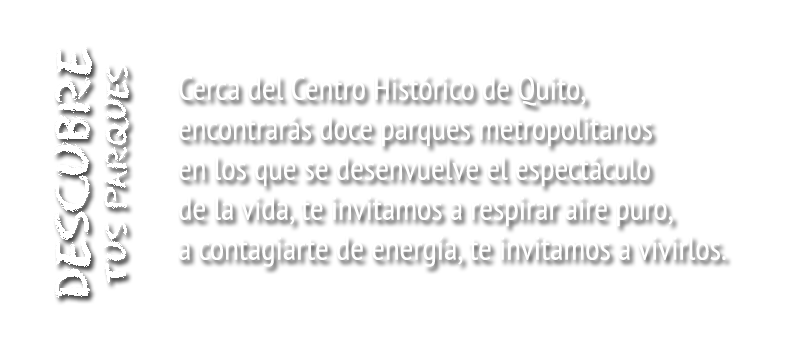 DESCUBRE
TUS PARQUES
Cerca del Centro Histórico de Quito,
encontrarás doce parques metropolitanos
en los que se desenvuelve el espectáculo
de la vida, te invitamos a respirar aire puro,
a contagiarte de energía, te invitamos a vivirlos.